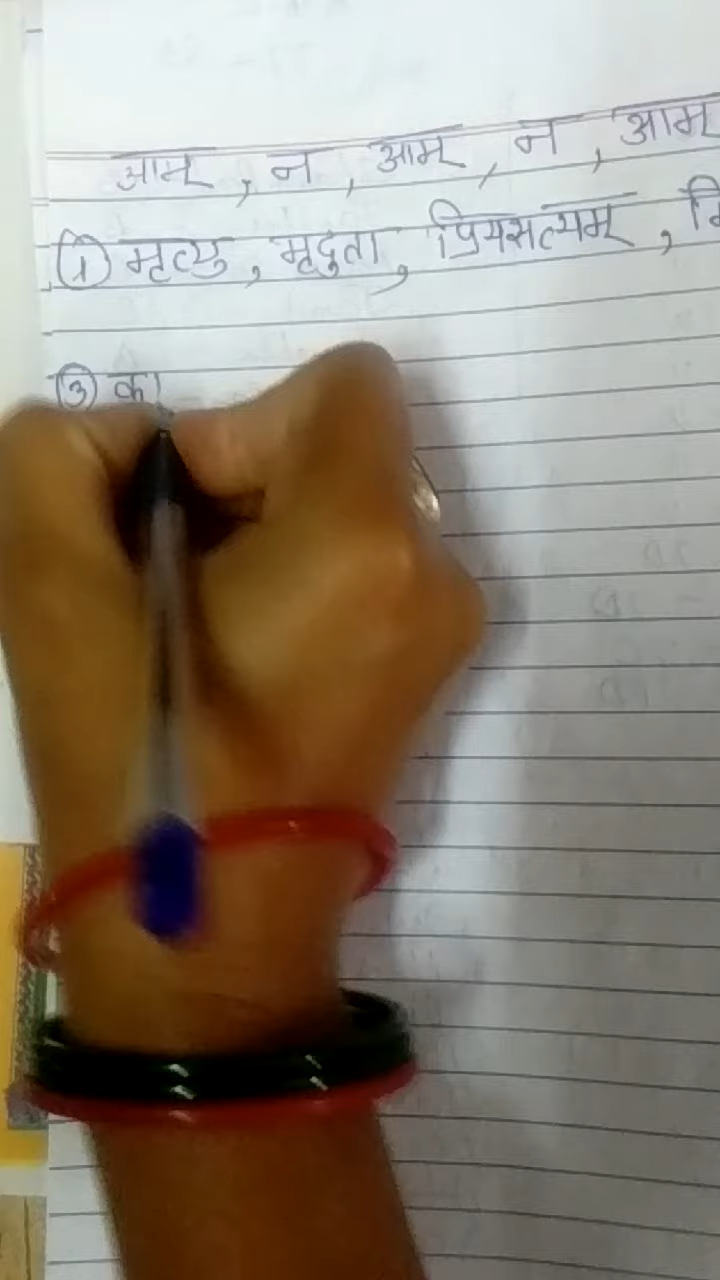 आम् , न , आम् , न , आम्
① मृत्यु , मृदुता , प्रियसत्यम् ,
③ का